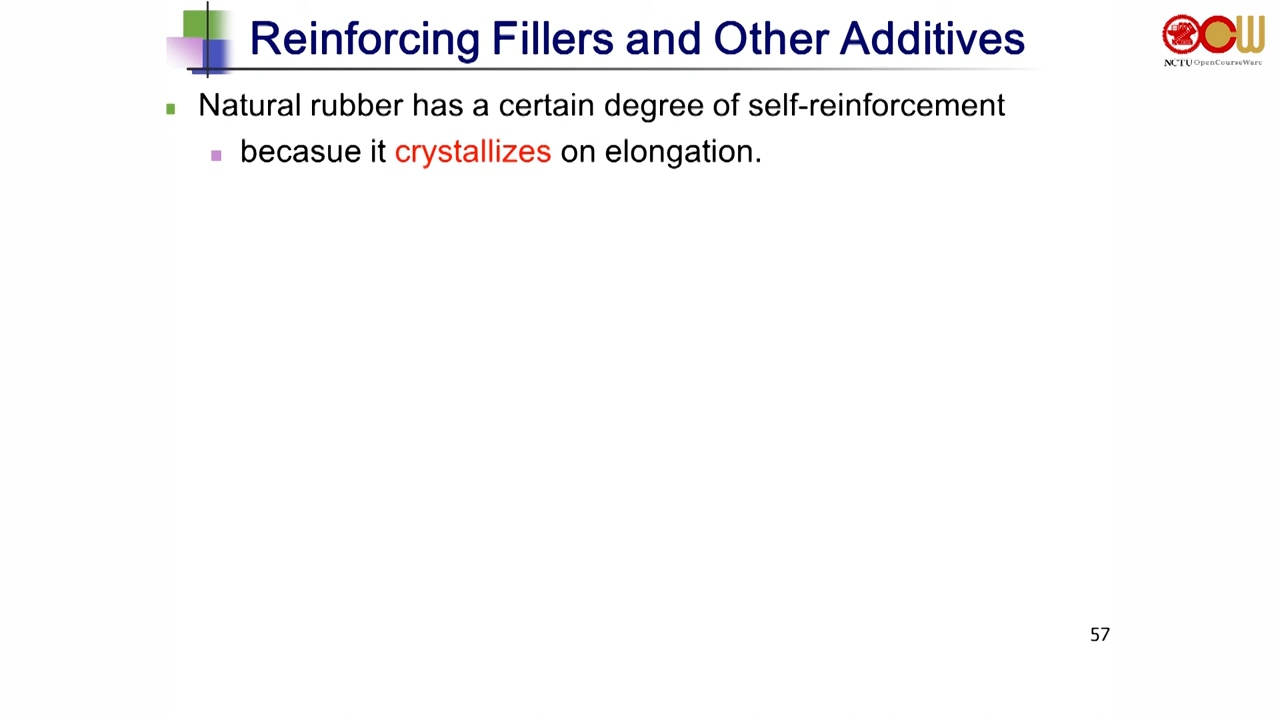 Reinforcing Fillers and Other Additives
OCW
NCTU OpenCourseWare
Natural rubber has a certain degree of self-reinforcement
becasue it crystallizes on elongation.
57